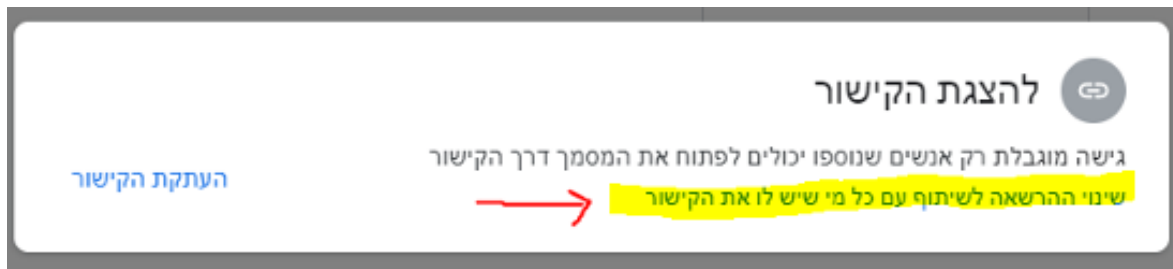 להצגת הקישור
גישה מוגבלת רק אנשים שנוספו יכולים לפתוח את המסמך דרך הקישור
שינוי ההרשאה לשיתוף עם כל מי שיש לו את הקישור
העתקת הקישור